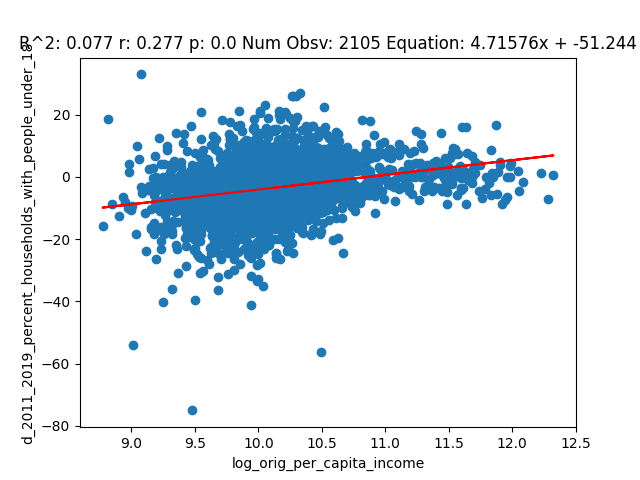 R^2: 0.077 r: 0.277 p: 0.0 Num Obsv: 2105 Equation: 4.71576x + -51.244
d_2011_2019_percent_households_with_people_under_18
20
0
−20
−40
−60
−80
9.0 9.5 10.0 10.5 11.0 11.5 12.0 12.5
log_orig_per_capita_income